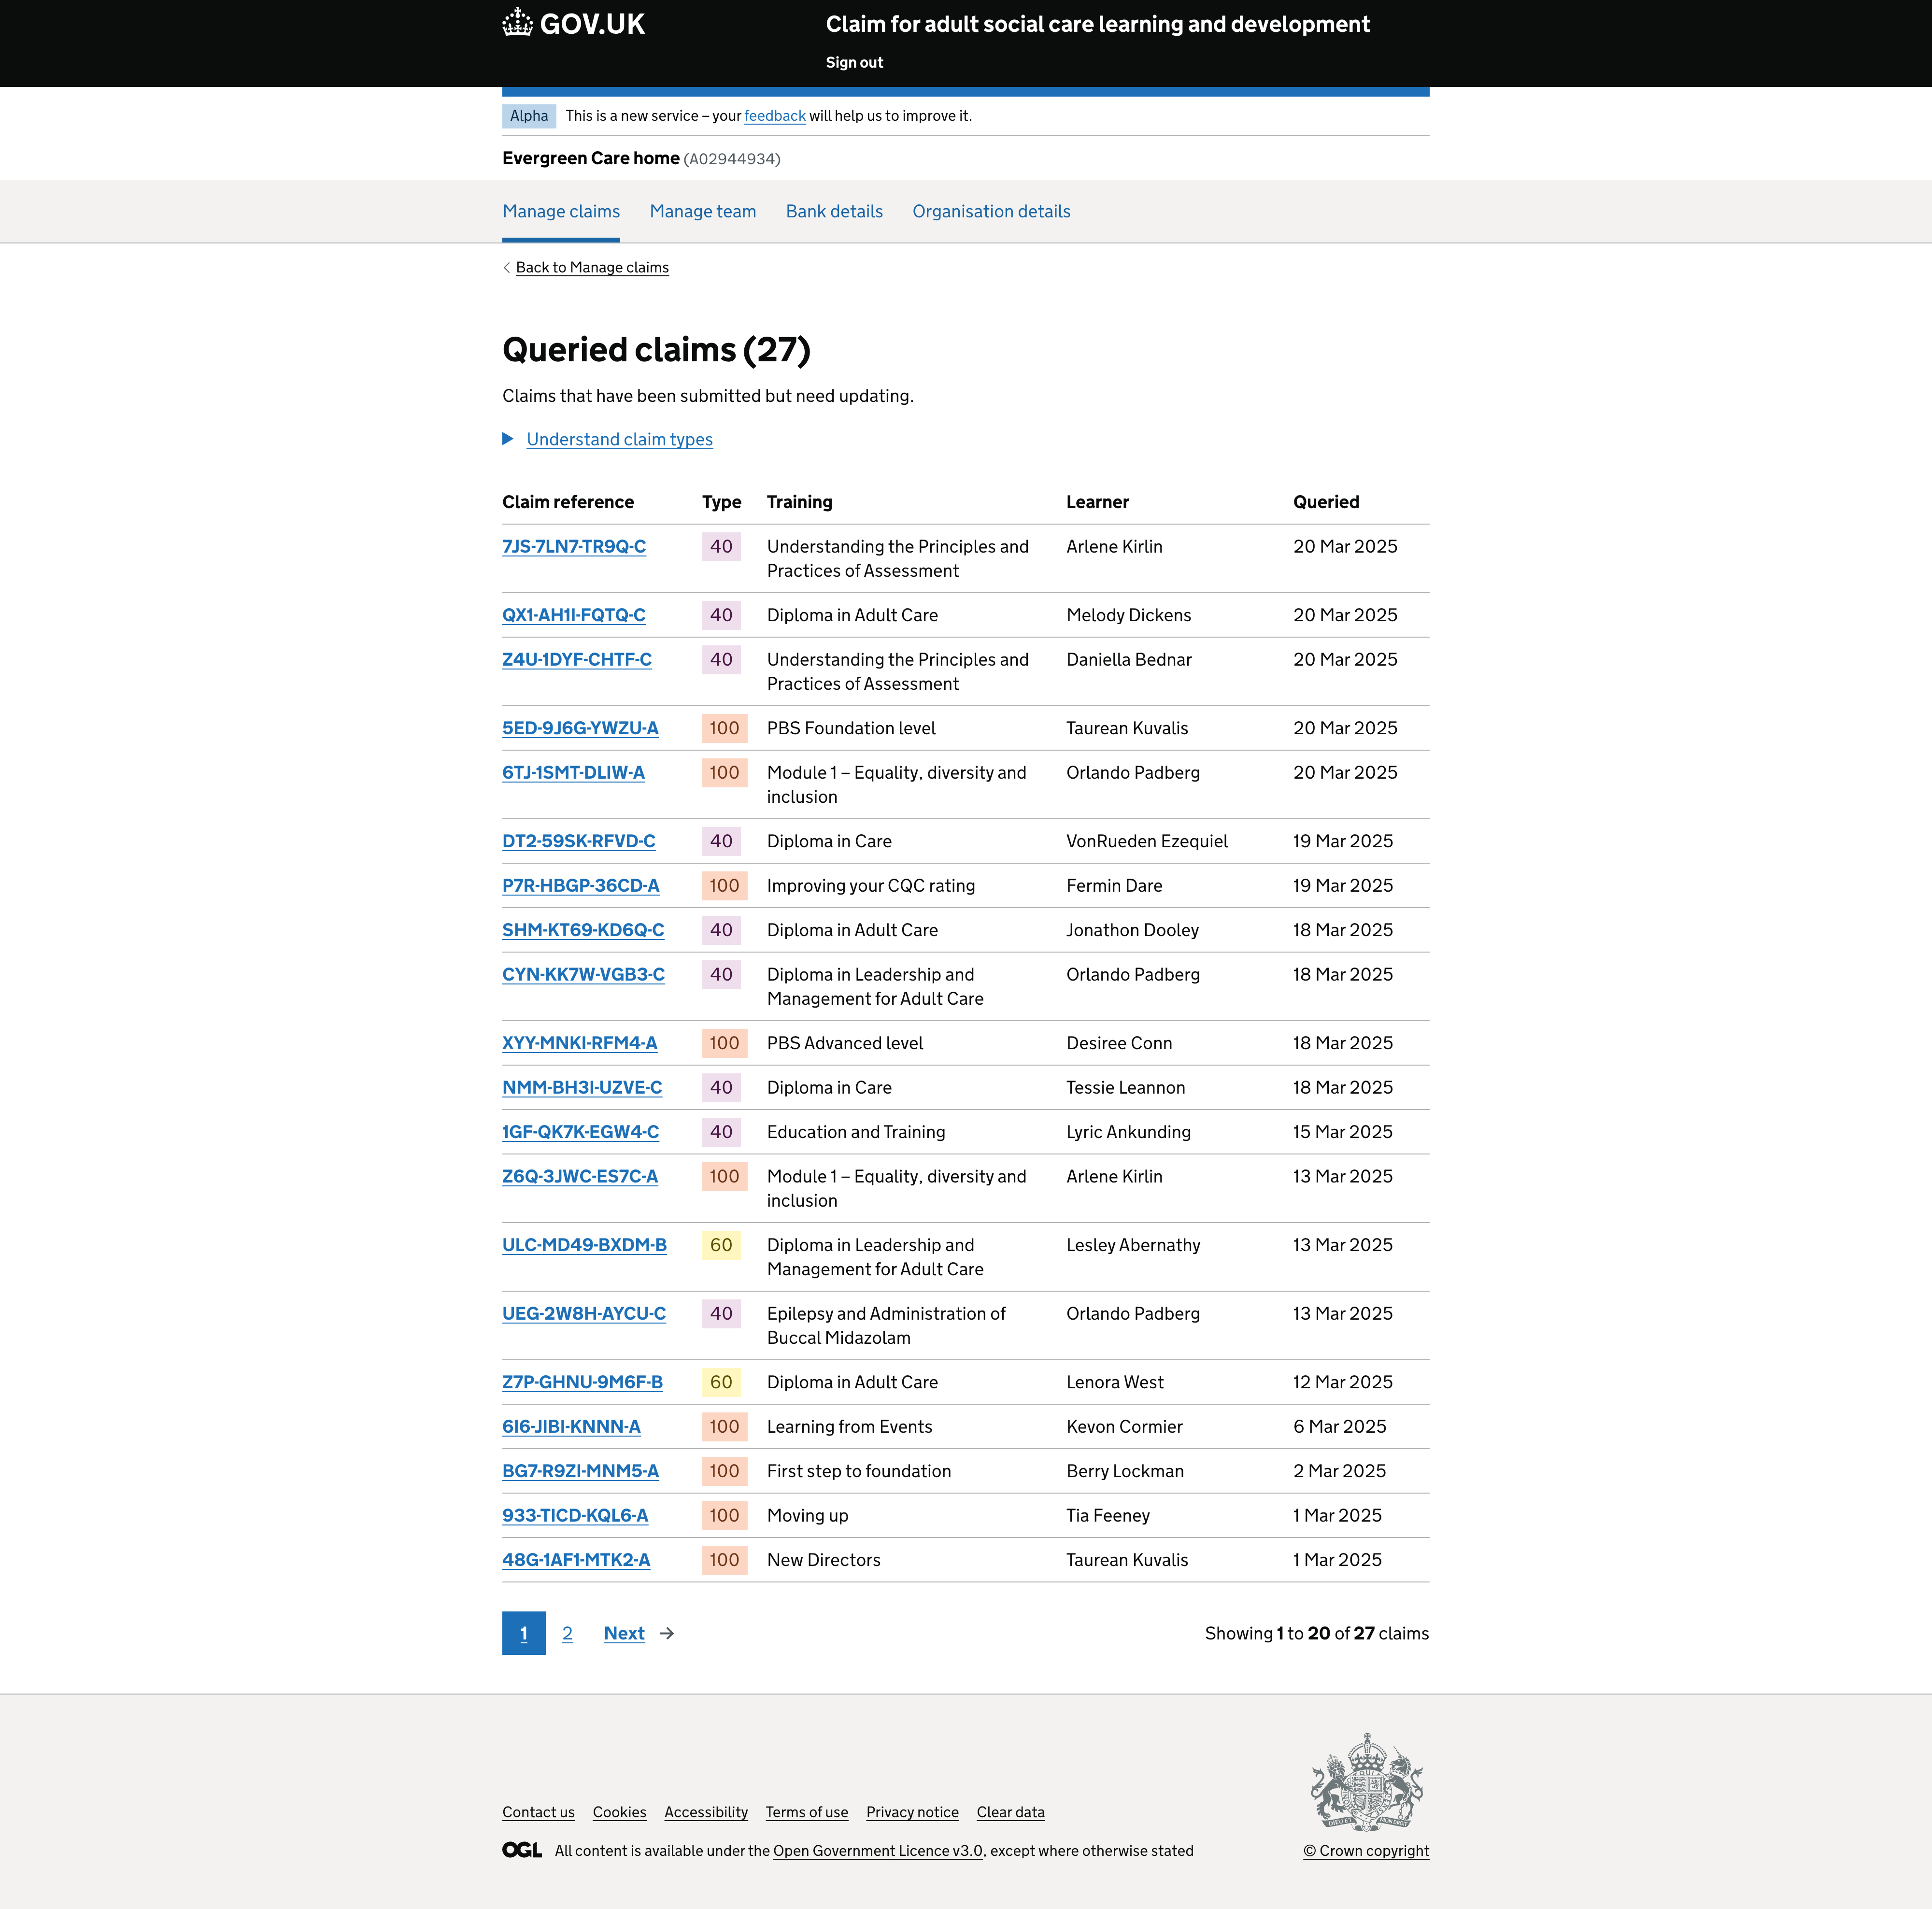 GOV.UK
Claim for adult social care learning and development
Sign out
Alpha This is a new service – your feedback will help us to improve it.
Evergreen Care home (A02944934)
Manage claims Manage team Bank details Organisation details
Back to Manage claims
Queried claims (27)
Claims that have been submitted but need updating.
Understand claim types
Claim reference Type Training Learner Queried
7JS-7LN7-TR9Q-C 40 Understanding the Principles and Arlene Kirlin 20 Mar 2025
Practices of Assessment
QX1-AH1I-FQTQ-C 40 Diploma in Adult Care Melody Dickens 20 Mar 2025
Z4U-1DYF-CHTF-C 40 Understanding the Principles and Daniella Bednar 20 Mar 2025
Practices of Assessment
5ED-9J6G-YWZU-A 100 PBS Foundation level Taurean Kuvalis 20 Mar 2025
6TJ-1SMT-DLIW-A 100 Module 1 – Equality, diversity and Orlando Padberg 20 Mar 2025
inclusion
DT2-59SK-RFVD-C 40 Diploma in Care VonRueden Ezequiel 19 Mar 2025
P7R-HBGP-36CD-A 100 Improving your CQC rating Fermin Dare 19 Mar 2025
SHM-KT69-KD6Q-C 40 Diploma in Adult Care Jonathon Dooley 18 Mar 2025
CYN-KK7W-VGB3-C 40 Diploma in Leadership and Orlando Padberg 18 Mar 2025
Management for Adult Care
XYY-MNKI-RFM4-A 100 PBS Advanced level Desiree Conn 18 Mar 2025
NMM-BH3I-UZVE-C 40 Diploma in Care Tessie Leannon 18 Mar 2025
1GF-QK7K-EGW4-C 40 Education and Training Lyric Ankunding 15 Mar 2025
Z6Q-3JWC-ES7C-A 100 Module 1 – Equality, diversity and Arlene Kirlin 13 Mar 2025
inclusion
ULC-MD49-BXDM-B 60 Diploma in Leadership and Lesley Abernathy 13 Mar 2025
Management for Adult Care
UEG-2W8H-AYCU-C 40 Epilepsy and Administration of Orlando Padberg 13 Mar 2025
Buccal Midazolam
Z7P-GHNU-9M6F-B 60 Diploma in Adult Care Lenora West 12 Mar 2025
6I6-JIBI-KNNN-A 100 Learning from Events Kevon Cormier 6 Mar 2025
BG7-R9ZI-MNM5-A 100 First step to foundation Berry Lockman 2 Mar 2025
933-TICD-KQL6-A 100 Moving up Tia Feeney 1 Mar 2025
48G-1AF1-MTK2-A 100 New Directors Taurean Kuvalis 1 Mar 2025
1 2 Next Showing 1 to 20 of 27 claims
Contact us Cookies Accessibility Terms of use Privacy notice Clear data
OGL All content is available under the Open Government Licence v3.0, except where otherwise stated
© Crown copyright